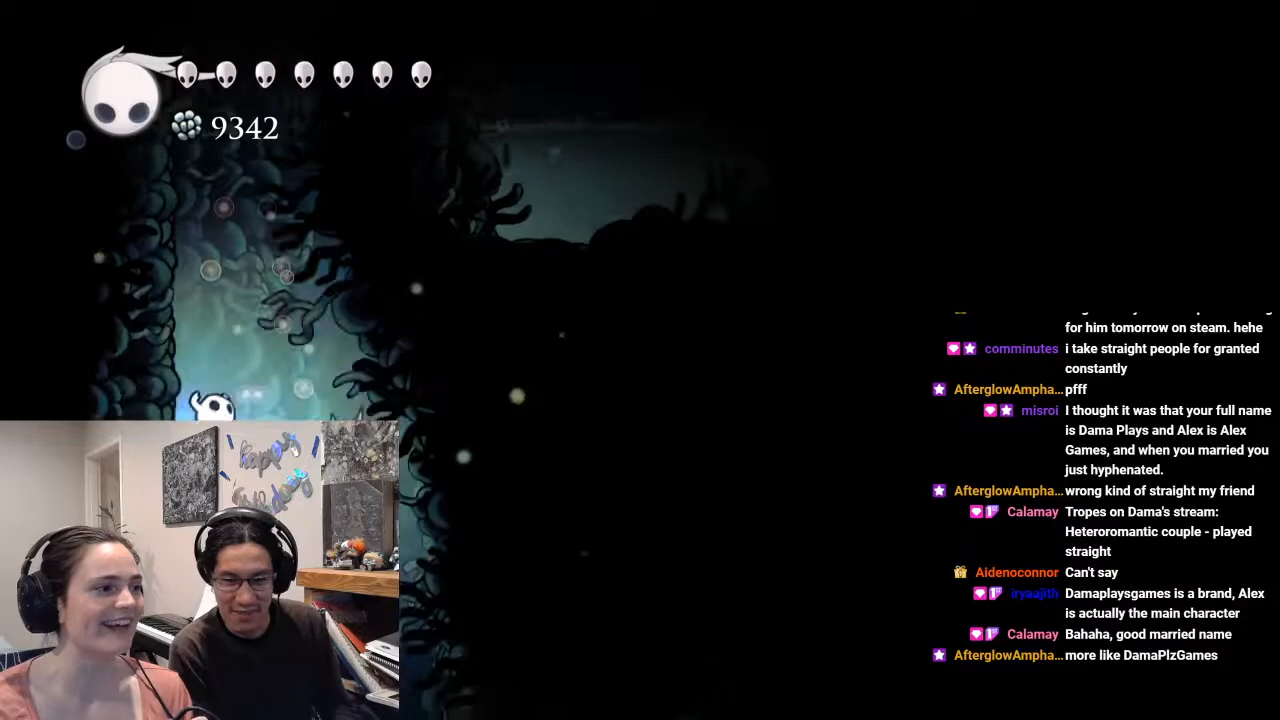 9342
for him tomorrow on steam. hehe
comminutes i take straight people for granted
constantly
AfterglowAmpha... pfff
misroi I thought it was that your full name
is Dama Plays and Alex is Alex
Games, and when you married you
just hyphenated.
AfterglowAmpha... wrong kind of straight my friend
Calamay Tropes on Dama's stream:
Heteroromantic couple - played
straight
Aidenoconnor Can't say
iryaajith Damaplaysgames is a brand, Alex
is actually the main character
Calamay Bahaha, good married name
AfterglowAmpha... more like DamaPlzGames
happy